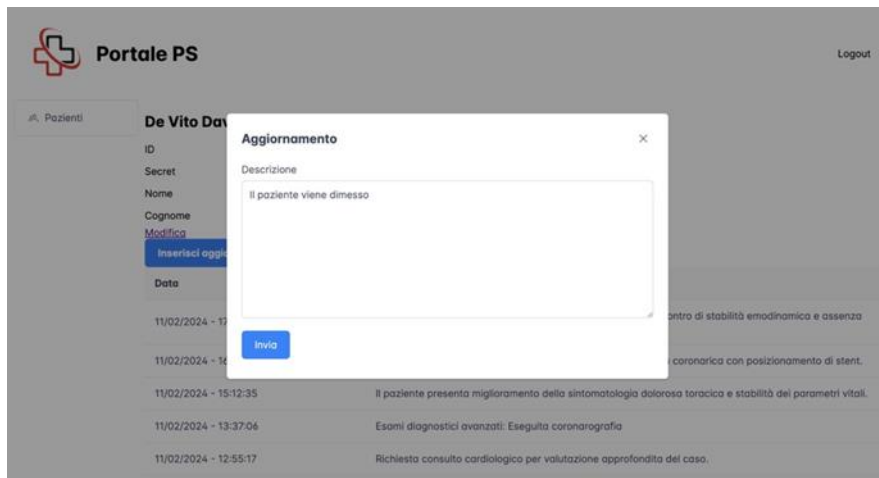 Portale PS
Logout
Pazienti
De Vito Dav
ID
Secret
Nome
Cognome
Modifica
Inserisci aggio
Aggiornamento
Descrizione
Il paziente viene dimesso
Invia
Data
11/02/2024 - 17
ontro di stabilità emodinamica e assenza
11/02/2024 - 16
coronarica con posizionamento di stent.
11/02/2024 - 15:12:35 Il paziente presenta miglioramento della sintomatologia dolorosa toracica e stabilità dei parametri vitali.
11/02/2024 - 13:37:06 Esami diagnostici avanzati: Eseguita coronarografia
11/02/2024 - 12:55:17 Richiesto consulto cardiologico per valutazione approfondita del caso.